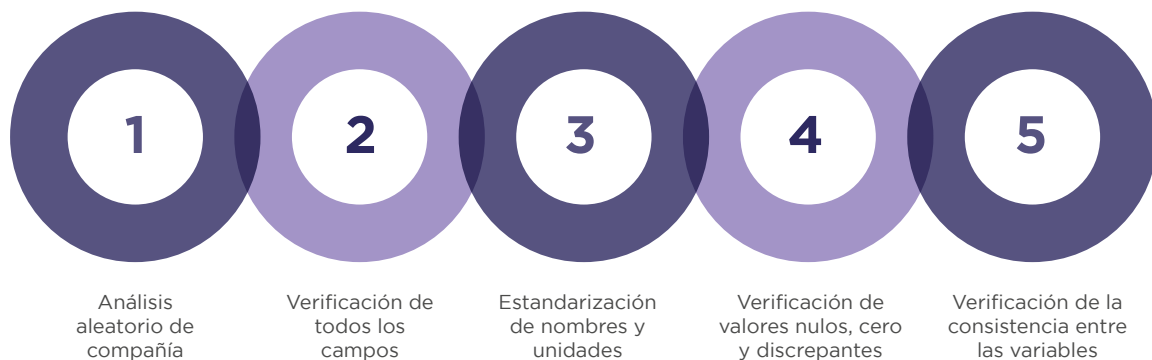 1
2
3
4
5
Análisis
aleatorio de
compañía
Verificación de
todos los
campos
Estandarización
de nombres y
unidades
Verificación de
valores nulos, cero
y discrepantes
Verificación de la
consistencia entre
las variables